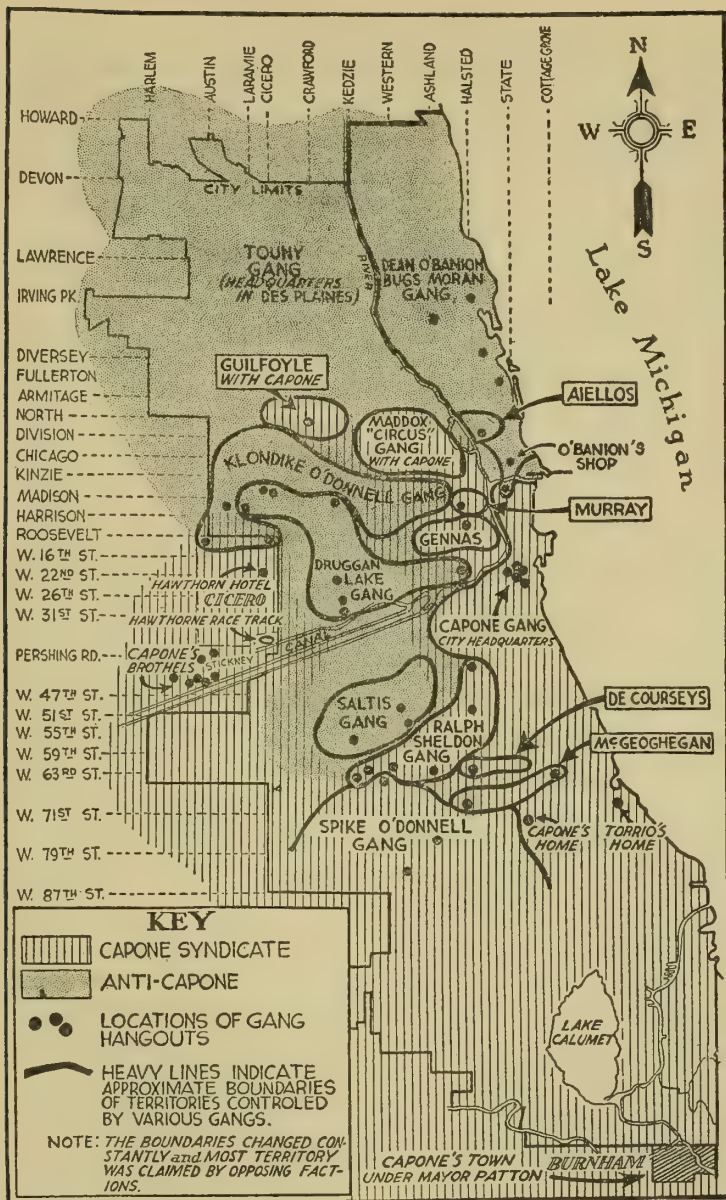 HARLEM
AUSTIN
LARAMIE
CICERO
CRAWFORD
KEDZIE
WESTERN
ASHLAND
HALSTED
STATE
COTTAGE GROVE
N
W E
S
HOWARD
DEVON
LAWRENCE
IRVING PK.
DIVERSEY
FULLERTON
ARMITAGE
NORTH
DIVISION
CHICAGO
KINZIE
MADISON
HARRISON
ROOSEVELT
W. 16TH ST.
W. 22ND ST.
W. 26TH ST.
W. 31ST ST.
PERSHING RD.
W. 47TH ST.
W. 51ST ST.
W. 55TH ST.
W. 59TH ST.
W. 63RD ST.
W. 71ST ST.
W. 79TH ST.
W. 87TH ST.
CITY LIMITS
TOUHY
GANG
(HEADQUARTERS
IN DES PLAINES)
RIVER
DEAN O'BANION
BUGS MORAN
GANG
Lake Michigan
GUILFOYLE
WITH CAPONE
MADDOX
"CIRCUS"
GANG
WITH CAPONE
AIELLOS
O'BANION'S
SHOP
KLONDIKE O'DONNELL GANG
MURRAY
GENNAS
DRUGGAN
LAKE
GANG
HAWTHORN HOTEL
CICERO
HAWTHORNE RACE TRACK
CAPONE GANG
CITY HEADQUARTERS
CANAL
CAPONE'S
BROTHELS
STICKNEY
SALTIS
GANG
RALPH
SHELDON
GANG
DE COURSEYS
McGEOGHEGAN
SPIKE O'DONNELL
GANG
CAPONE'S
HOME
TORRIO'S
HOME
LAKE
CALUMET
CAPONE'S TOWN
UNDER MAYOR PATTON
BURNHAM
KEY
CAPONE SYNDICATE
ANTI-CAPONE
LOCATIONS OF GANG
HANGOUTS
HEAVY LINES INDICATE
APPROXIMATE BOUNDARIES
OF TERRITORIES CONTROLED
BY VARIOUS GANGS.
NOTE: THE BOUNDARIES CHANGED CON-
STANTLY and MOST TERRITORY
WAS CLAIMED BY OPPOSING FACT-
IONS.